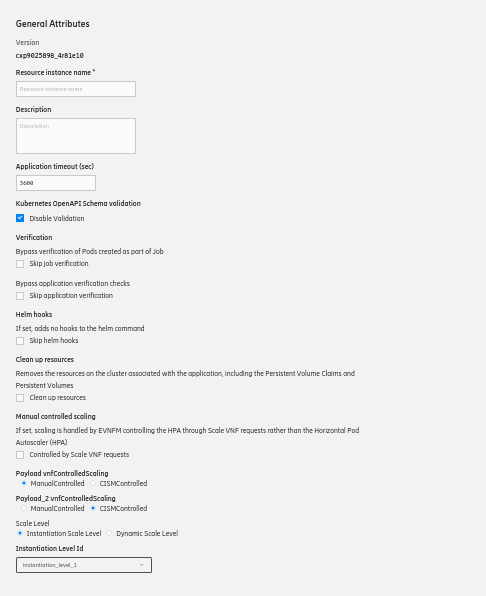 General Attributes
Version
cxp9025898_4r81e10
Resource instance name *
Resource instance name
Description
Description
Application timeout (sec)
3600
Kubernetes OpenAPI Schema validation
Disable Validation
Verification
Bypass verification of Pods created as part of Job
Skip job verification
Bypass application verification checks
Skip application verification
Helm hooks
If set, adds no hooks to the helm command
Skip helm hooks
Clean up resources
Removes the resources on the cluster associated with the application, including the Persistent Volume Claims and
Persistent Volumes
Clean up resources
Manual controlled scaling
If set, scaling is handled by EVNFM controlling the HPA through Scale VNF requests rather than the Horizontal Pod
Autoscaler (HPA)
Controlled by Scale VNF requests
Payload vnfControlledScaling
ManualControlled CISMControlled
Payload_2 vnfControlledScaling
ManualControlled CISMControlled
Scale Level
Instantiation Scale Level Dynamic Scale Level
Instantiation Level Id
instantiation_level_1